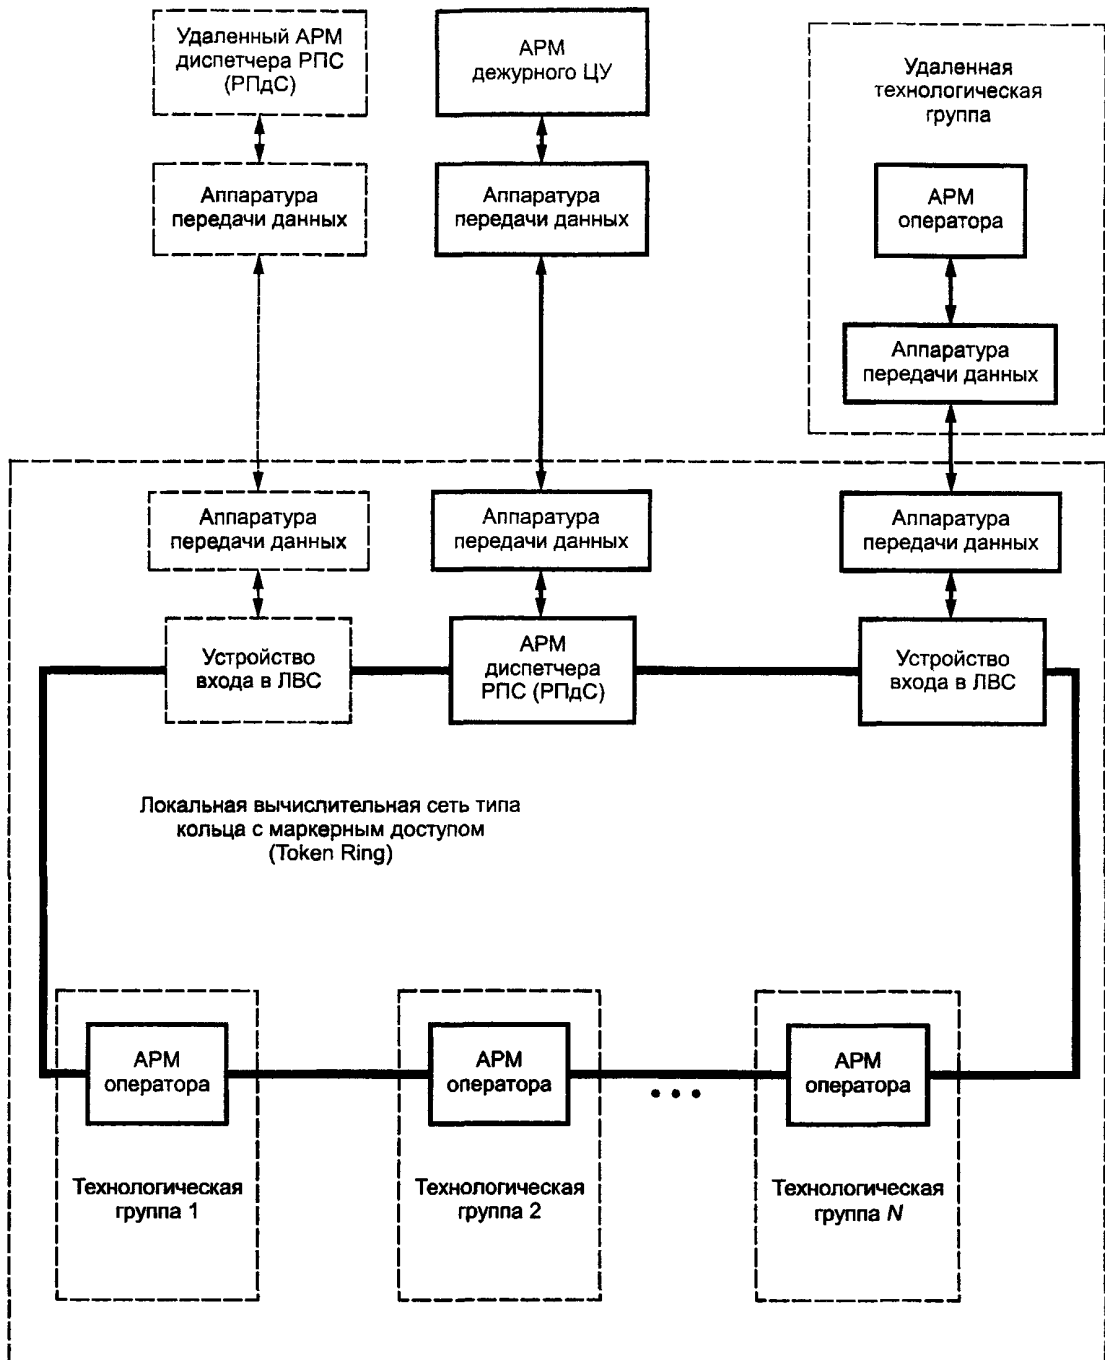 Удаленный АРМ
диспетчера РПС
(РПдС)
АРМ
дежурного ЦУ
Удаленная
технологическая
группа
Аппаратура
передачи данных
Аппаратура
передачи данных
АРМ
оператора
Аппаратура
передачи данных
Аппаратура
передачи данных
Аппаратура
передачи данных
Аппаратура
передачи данных
Устройство
входа в ЛВС
АРМ
диспетчера
РПС (РПдС)
Устройство
входа в ЛВС
Локальная вычислительная сеть типа
кольца с маркерным доступом
(Token Ring)
АРМ
оператора
АРМ
оператора
• • •
АРМ
оператора
Технологическая
группа 1
Технологическая
группа 2
Технологическая
группа N